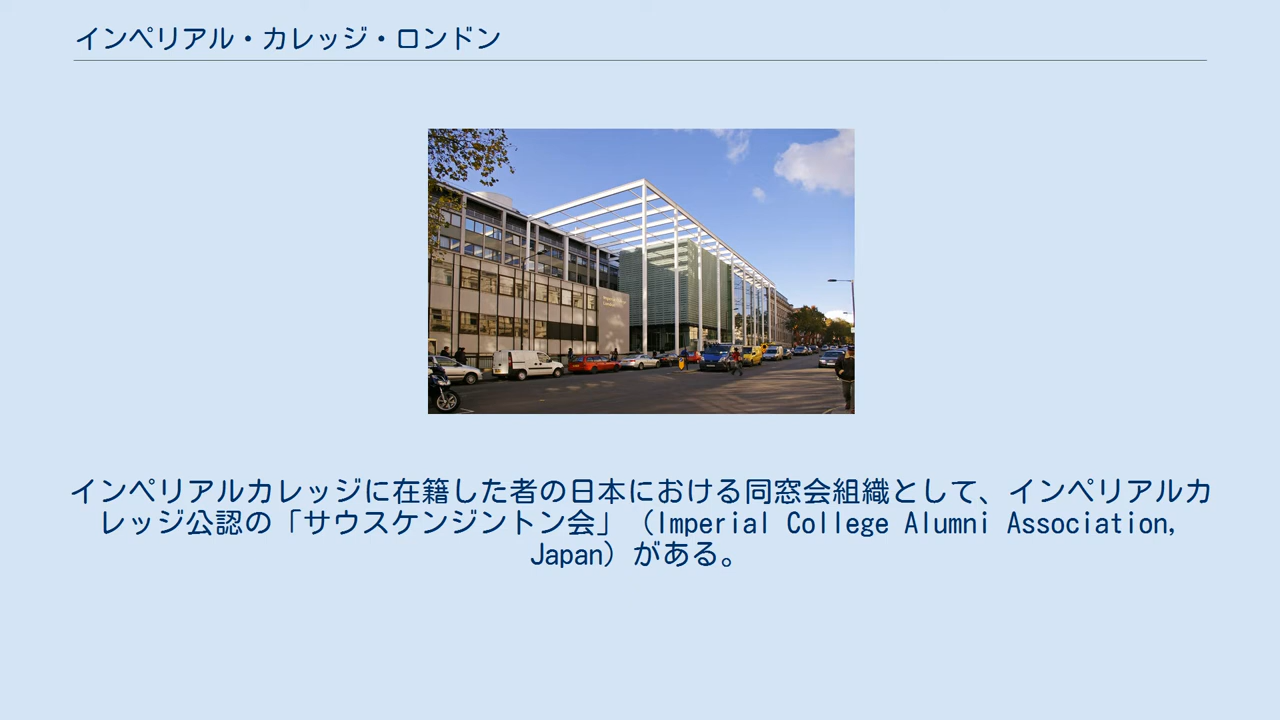 インペリアル・カレッジ・ロンドン
インペリアルカレッジに在籍した者の日本における同窓会組織として、インペリアルカ
レッジ公認の「サウスケンジントン会」（Imperial College Alumni Association,
Japan）がある。